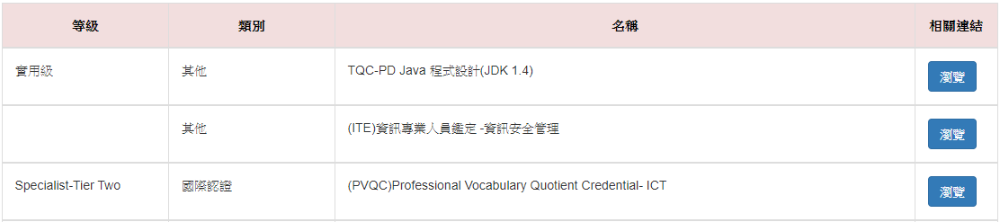 等級 類別 名稱 相關連結
實用級 其他 TQC-PD Java 程式設計(JDK 1.4) 瀏覽
其他 (ITE)資訊專業人員鑑定 -資訊安全管理 瀏覽
Specialist-Tier Two 國際認證 (PVQC)Professional Vocabulary Quotient Credential- ICT 瀏覽